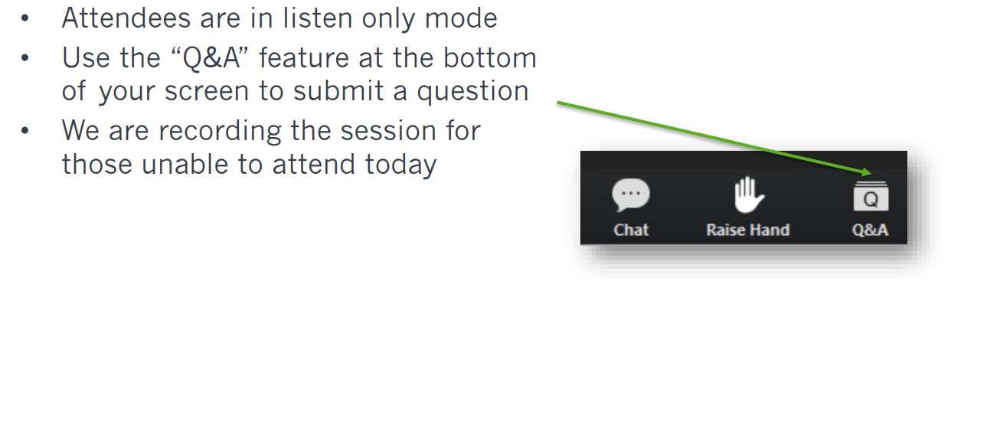 • Attendees are in listen only mode
• Use the “Q&A” feature at the bottom
of your screen to submit a question
• We are recording the session for
those unable to attend today
Q
Chat
Raise Hand
Q&A